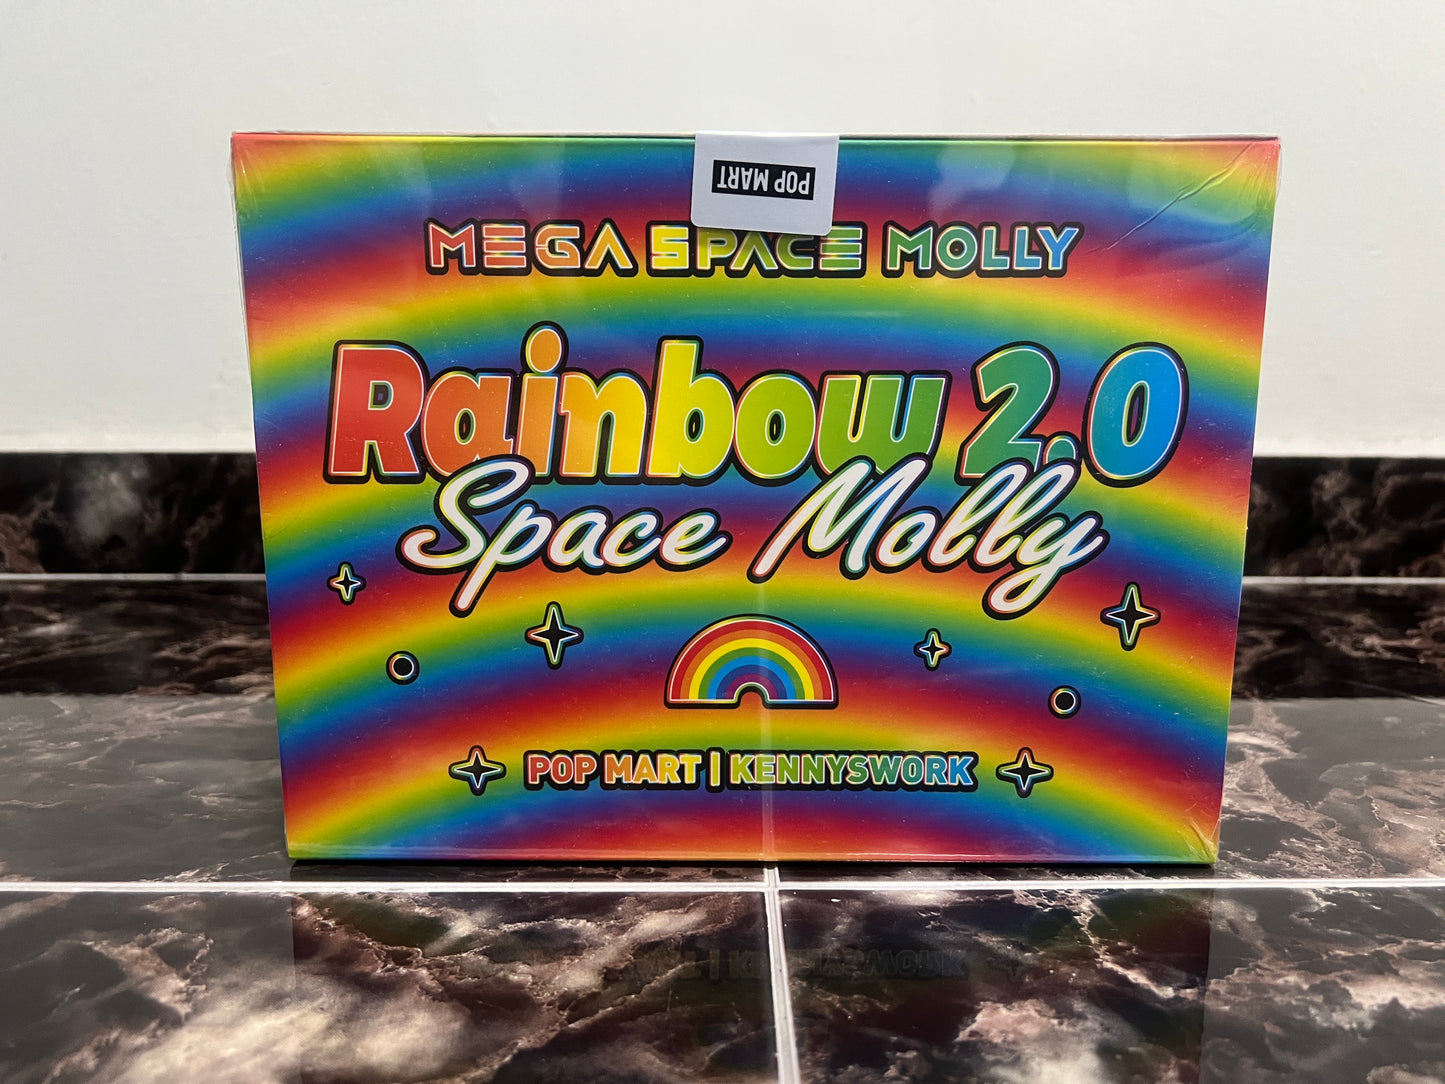 POP MART
MEGA SPACE MOLLY
Rainbow 2.0
Space Molly
POP MART | KENNYSWORK